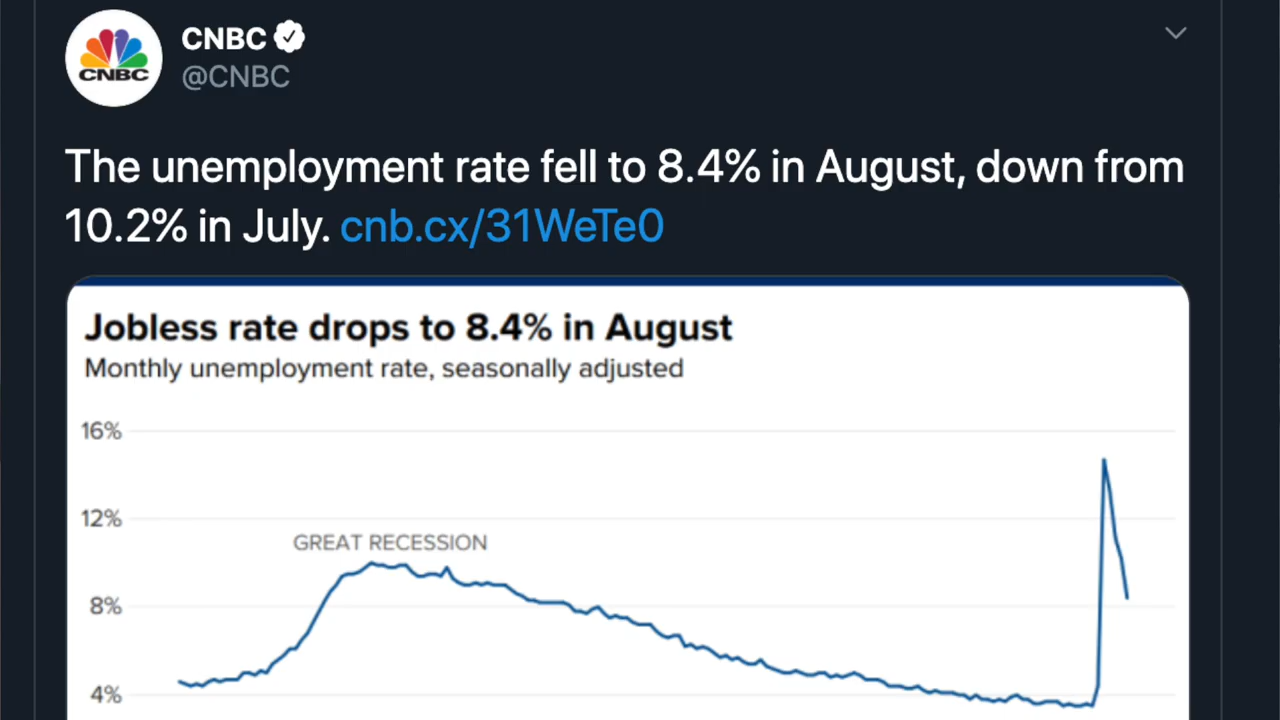 CNBC
CNBC
@CNBC
The unemployment rate fell to 8.4% in August, down from
10.2% in July. cnb.cx/31WeTe0
Jobless rate drops to 8.4% in August
Monthly unemployment rate, seasonally adjusted
16%
12%
GREAT RECESSION
8%
4%